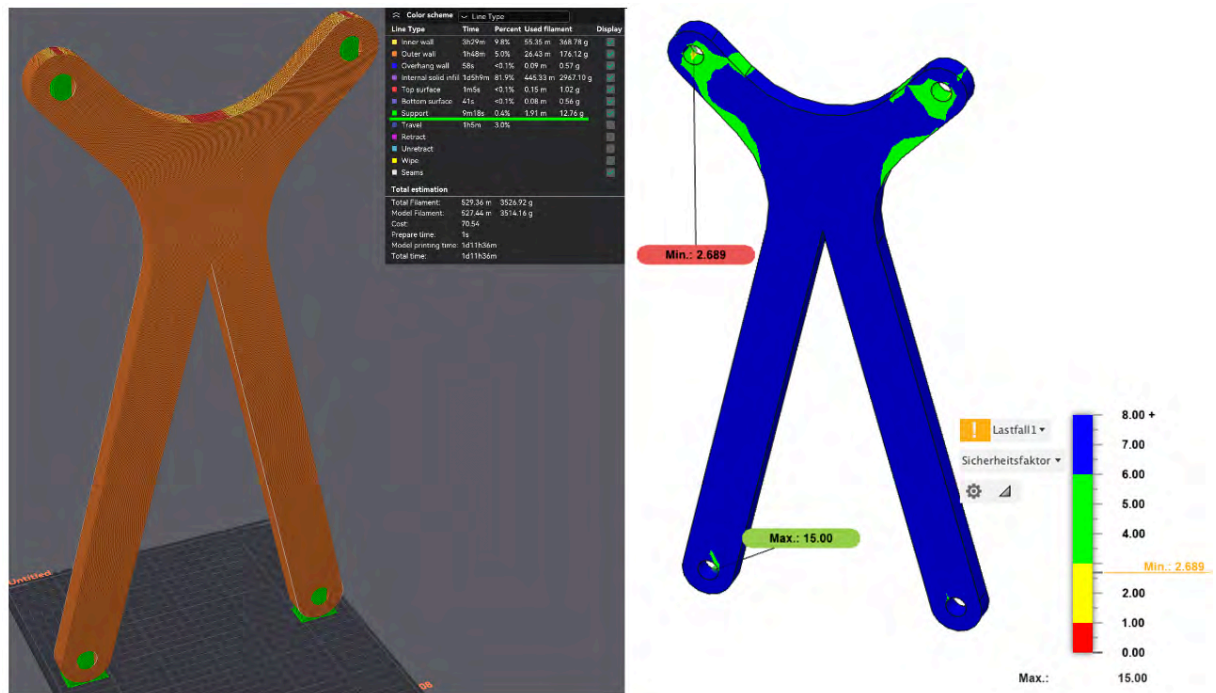 Color scheme Line Type
Line Type Time Percent Used filament Display
Inner wall 3h29m 9.8% 55.35 m 368.78 g
Outer wall 1h48m 5.0% 26.43 m 176.12 g
Overhang wall 58s <0.1% 0.09 m 0.57 g
Internal solid infill 1d5h9m 81.9% 445.33 m 2967.10 g
Top surface 1m5s <0.1% 0.15 m 1.02 g
Bottom surface 41s <0.1% 0.08 m 0.56 g
Support 9m18s 0.4% 1.91 m 12.76 g
Travel 1h5m 3.0%
Retract
Unretract
Wipe
Seams
Total estimation
Total Filament: 529.36 m 3526.92 g
Model Filament: 527.44 m 3514.16 g
Cost: 70.54
Prepare time: 1s
Model printing time: 1d11h36m
Total time: 1d11h36m
Untitled
08
Min.: 2.689
Max.: 15.00
Lastfall1
Sicherheitsfaktor
8.00 +
7.00
6.00
5.00
4.00
Min.: 2.689
2.00
1.00
0.00
Max.: 15.00